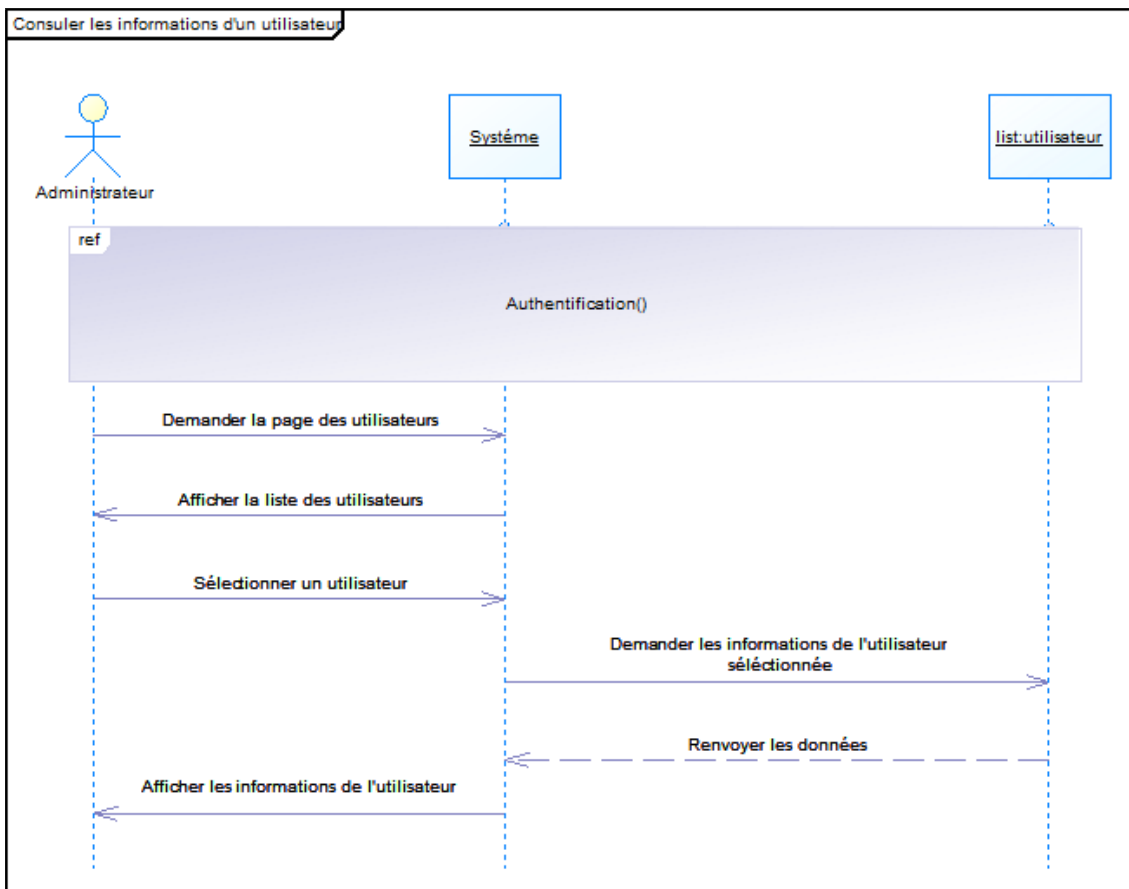 Consuler les informations d'un utilisateur
Systéme
list:utilisateur
Administrateur
ref
Authentification()
Demander la page des utilisateurs
Afficher la liste des utilisateurs
Sélectionner un utilisateur
Demander les informations de l'utilisateur
séléctionnée
Renvoyer les données
Afficher les informations de l'utilisateur